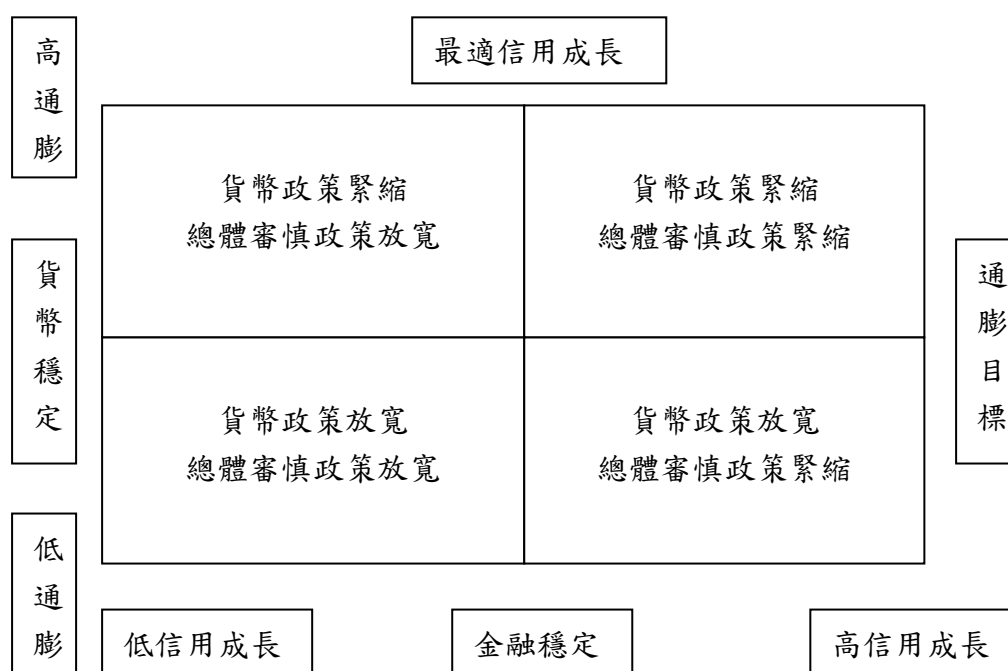 高通膨
最適信用成長
貨幣政策緊縮
總體審慎政策放寬
貨幣政策緊縮
總體審慎政策緊縮
貨幣穩定
通膨目標
貨幣政策放寬
總體審慎政策放寬
貨幣政策放寬
總體審慎政策緊縮
低通膨
低信用成長
金融穩定
高信用成長